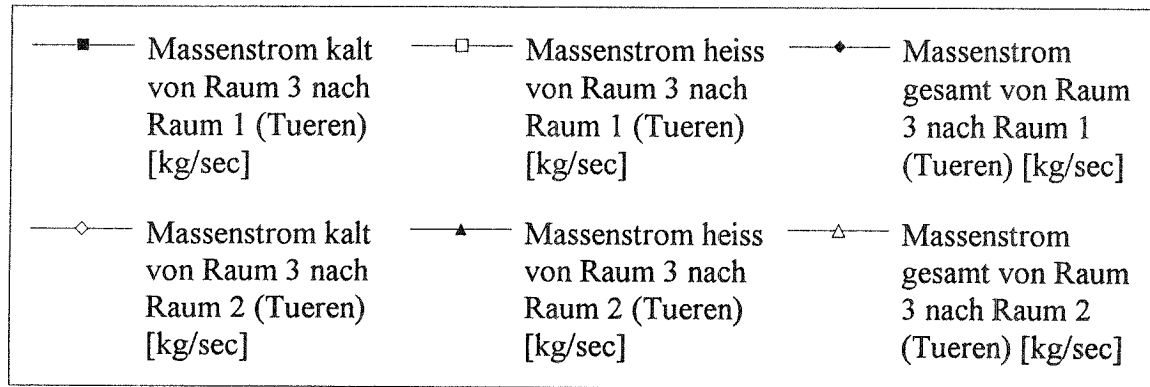 Massenstrom kalt
von Raum 3 nach
Raum 1 (Tueren)
[kg/sec]
Massenstrom heiss
von Raum 3 nach
Raum 1 (Tueren)
[kg/sec]
Massenstrom
gesamt von Raum
3 nach Raum 1
(Tueren) [kg/sec]
Massenstrom kalt
von Raum 3 nach
Raum 2 (Tueren)
[kg/sec]
Massenstrom heiss
von Raum 3 nach
Raum 2 (Tueren)
[kg/sec]
Massenstrom
gesamt von Raum
3 nach Raum 2
(Tueren) [kg/sec]